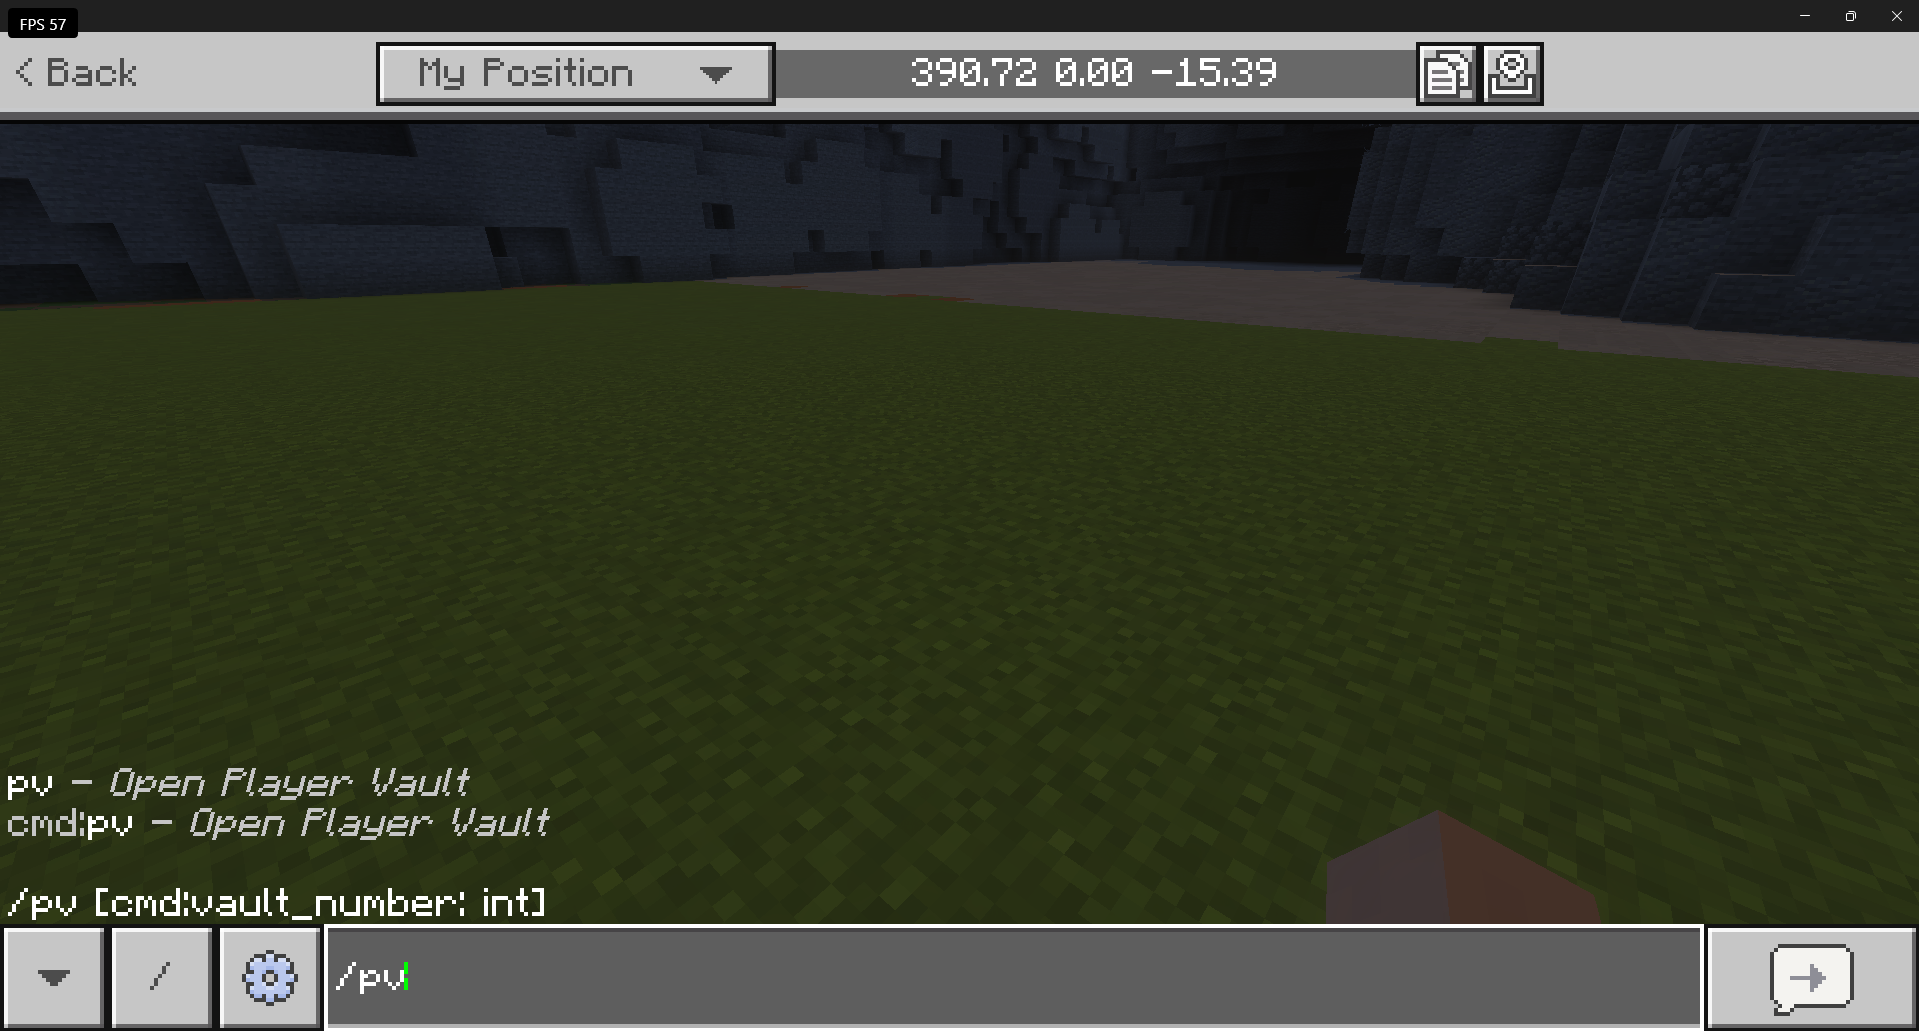 FPS 57
< Back
My Position
390.72 0.00 -15.39
pv - Open Player Vault
cmd:pv - Open Player Vault
/pv [cmd:vault_number: int]
/
/pv